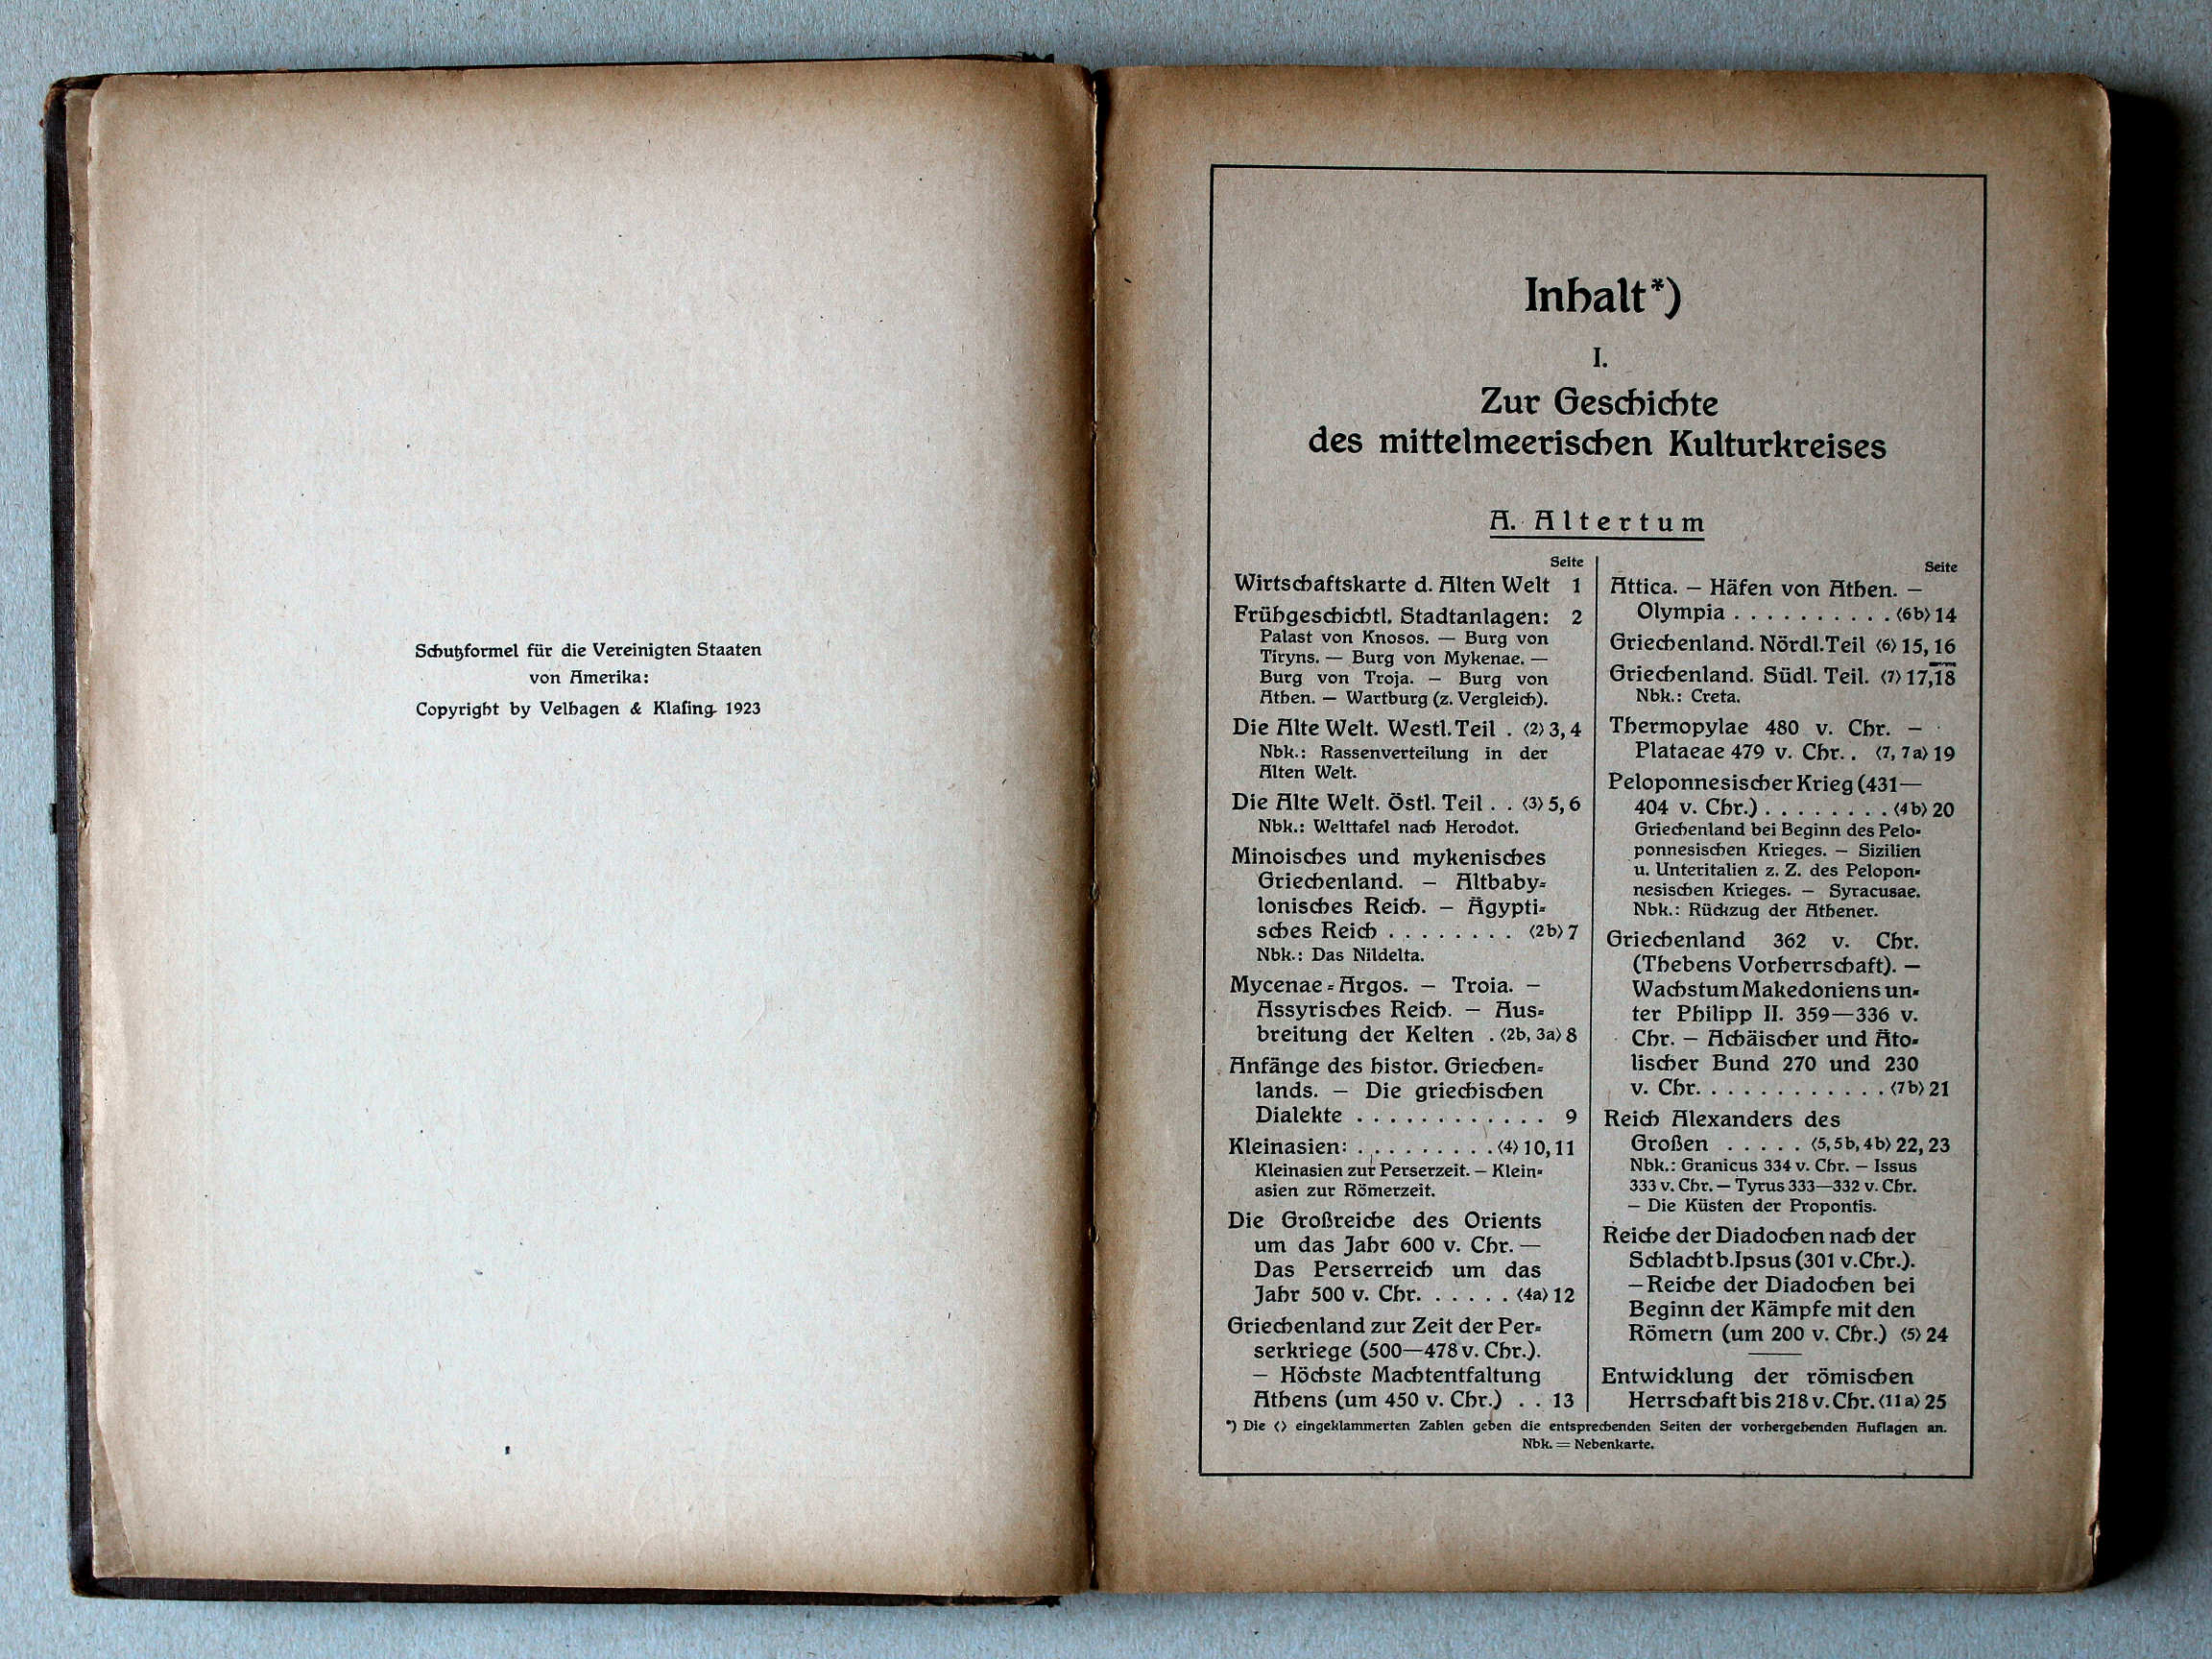 Schutzformel für die Vereinigten Staaten
von Amerika:
Copyright by Velhagen & Klasing 1923
Inhalt*)
I.
Zur Geschichte
des mittelmeerischen Kulturkreises
A. Altertum
Seite
Wirtschaftskarte d. Alten Welt 1
Frühgeschichtl. Stadtanlagen: 2
Palast von Knosos. — Burg von
Tiryns. — Burg von Mykenae. —
Burg von Troja. — Burg von
Athen. — Wartburg (z. Vergleich).
Die Alte Welt. Westl. Teil . ⟨2⟩ 3, 4
Nbk.: Rassenverteilung in der
Alten Welt.
Die Alte Welt. Östl. Teil . . ⟨3⟩ 5, 6
Nbk.: Welttafel nach Herodot.
Minoisches und mykenisches
Griechenland. — Altbaby-
lonisches Reich. — Ägypti-
sches Reich . . . . . . . . ⟨2b⟩ 7
Nbk.: Das Nildelta.
Mycenae-Argos. — Troia. —
Assyrisches Reich. — Aus-
breitung der Kelten . ⟨2b, 3a⟩ 8
Anfänge des histor. Griechen-
lands. — Die griechischen
Dialekte . . . . . . . . . . . . 9
Kleinasien: . . . . . . . . . ⟨4⟩ 10, 11
Kleinasien zur Perserzeit. — Klein-
asien zur Römerzeit.
Die Großreiche des Orients
um das Jahr 600 v. Chr. —
Das Perserreich um das
Jahr 500 v. Chr. . . . . . ⟨4a⟩ 12
Griechenland zur Zeit der Per-
serkriege (500—478 v. Chr.).
— Höchste Machtentfaltung
Athens (um 450 v. Chr.) . . 13
Seite
Attica. — Häfen von Athen. —
Olympia . . . . . . . . . . ⟨6b⟩ 14
Griechenland. Nördl. Teil ⟨6⟩ 15, 16
Griechenland. Südl. Teil. ⟨7⟩ 17, 18
Nbk.: Creta.
Thermopylae 480 v. Chr. —
Plataeae 479 v. Chr. . ⟨7, 7a⟩ 19
Peloponnesischer Krieg (431—
404 v. Chr.) . . . . . . . . ⟨4b⟩ 20
Griechenland bei Beginn des Pelo-
ponnesischen Krieges. — Sizilien
u. Unteritalien z. Z. des Pelopon-
nesischen Krieges. — Syracusae.
Nbk.: Rückzug der Athener.
Griechenland 362 v. Chr.
(Thebens Vorherrschaft). —
Wachstum Makedoniens un-
ter Philipp II. 359—336 v.
Chr. — Achäischer und Äto-
lischer Bund 270 und 230
v. Chr. . . . . . . . . . . . ⟨7b⟩ 21
Reich Alexanders des
Großen . . . . . ⟨5, 5b, 4b⟩ 22, 23
Nbk.: Granicus 334 v. Chr. — Issus
333 v. Chr. — Tyrus 333—332 v. Chr.
— Die Küsten der Propontis.
Reiche der Diadochen nach der
Schlacht b. Ipsus (301 v. Chr.).
— Reiche der Diadochen bei
Beginn der Kämpfe mit den
Römern (um 200 v. Chr.) ⟨5⟩ 24
Entwicklung der römischen
Herrschaft bis 218 v. Chr. ⟨11a⟩ 25
*) Die ⟨⟩ eingeklammerten Zahlen geben die entsprechenden Seiten der vorhergehenden Auflagen an.
Nbk. = Nebenkarte.